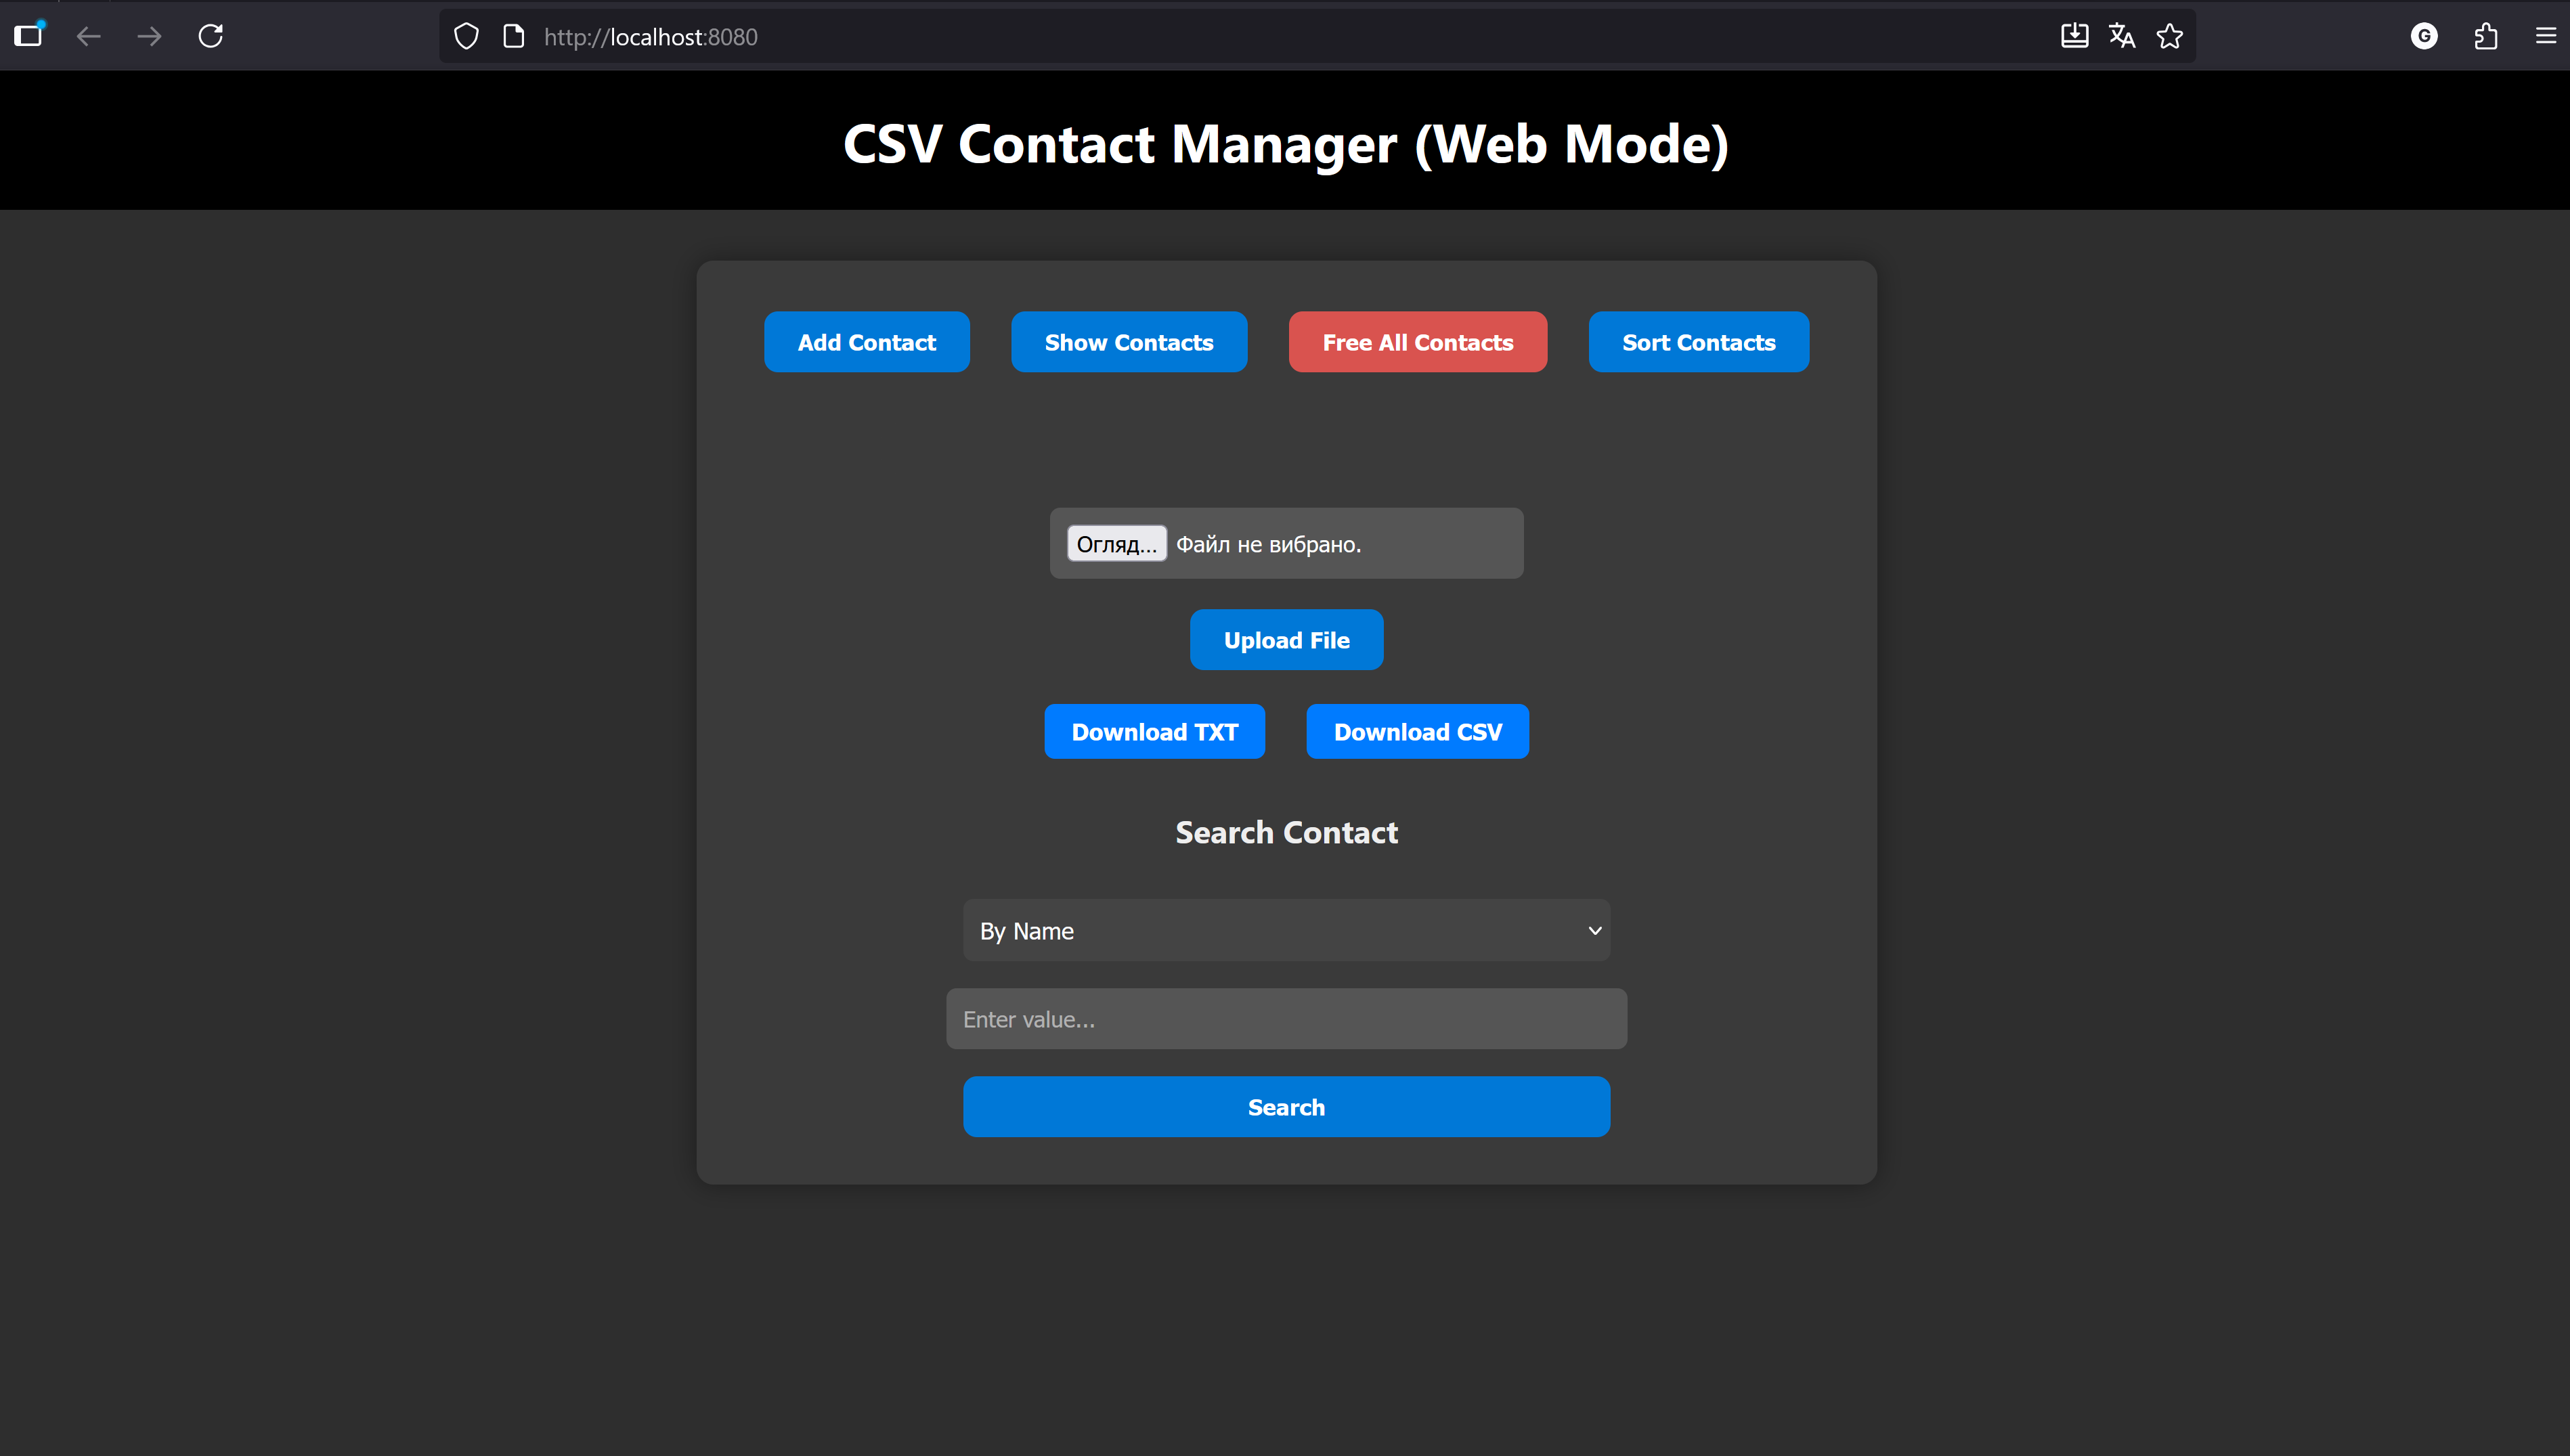 http://localhost:8080
G
CSV Contact Manager (Web Mode)
Add Contact Show Contacts Free All Contacts Sort Contacts
Огляд... Файл не вибрано.
Upload File
Download TXT Download CSV
Search Contact
By Name
Enter value...
Search